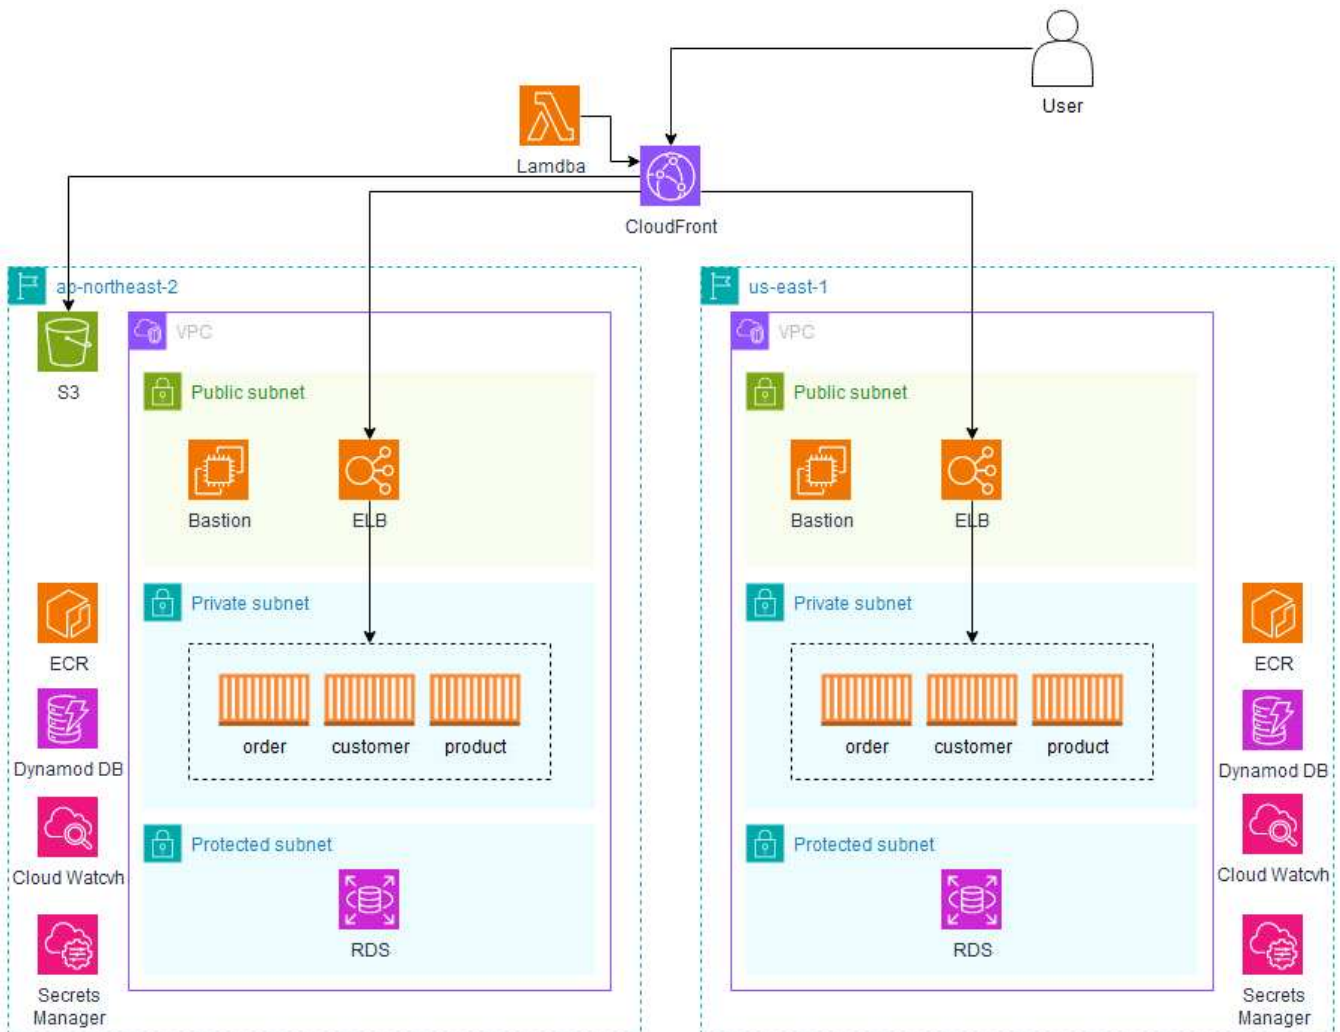 User
Lamdba
CloudFront
ap-northeast-2
us-east-1
VPC
VPC
S3
Public subnet
Public subnet
Bastion
ELB
Bastion
ELB
Private subnet
Private subnet
ECR
ECR
order
customer
product
order
customer
product
Dynamod DB
Dynamod DB
Protected subnet
Protected subnet
Cloud Watcvh
Cloud Watcvh
RDS
RDS
Secrets
Manager
Secrets
Manager